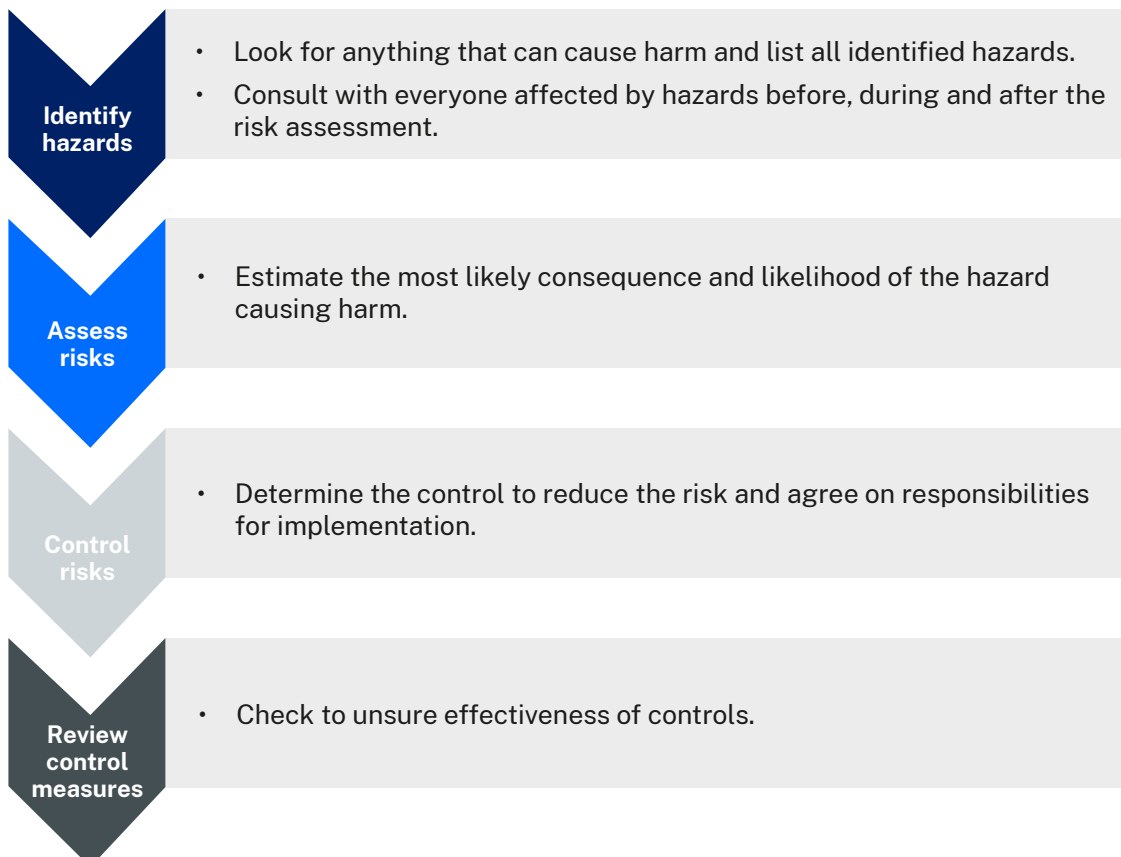 Identify
hazards
• Look for anything that can cause harm and list all identified hazards.
• Consult with everyone affected by hazards before, during and after the
risk assessment.
Assess
risks
• Estimate the most likely consequence and likelihood of the hazard
causing harm.
Control
risks
• Determine the control to reduce the risk and agree on responsibilities
for implementation.
Review
control
measures
• Check to unsure effectiveness of controls.